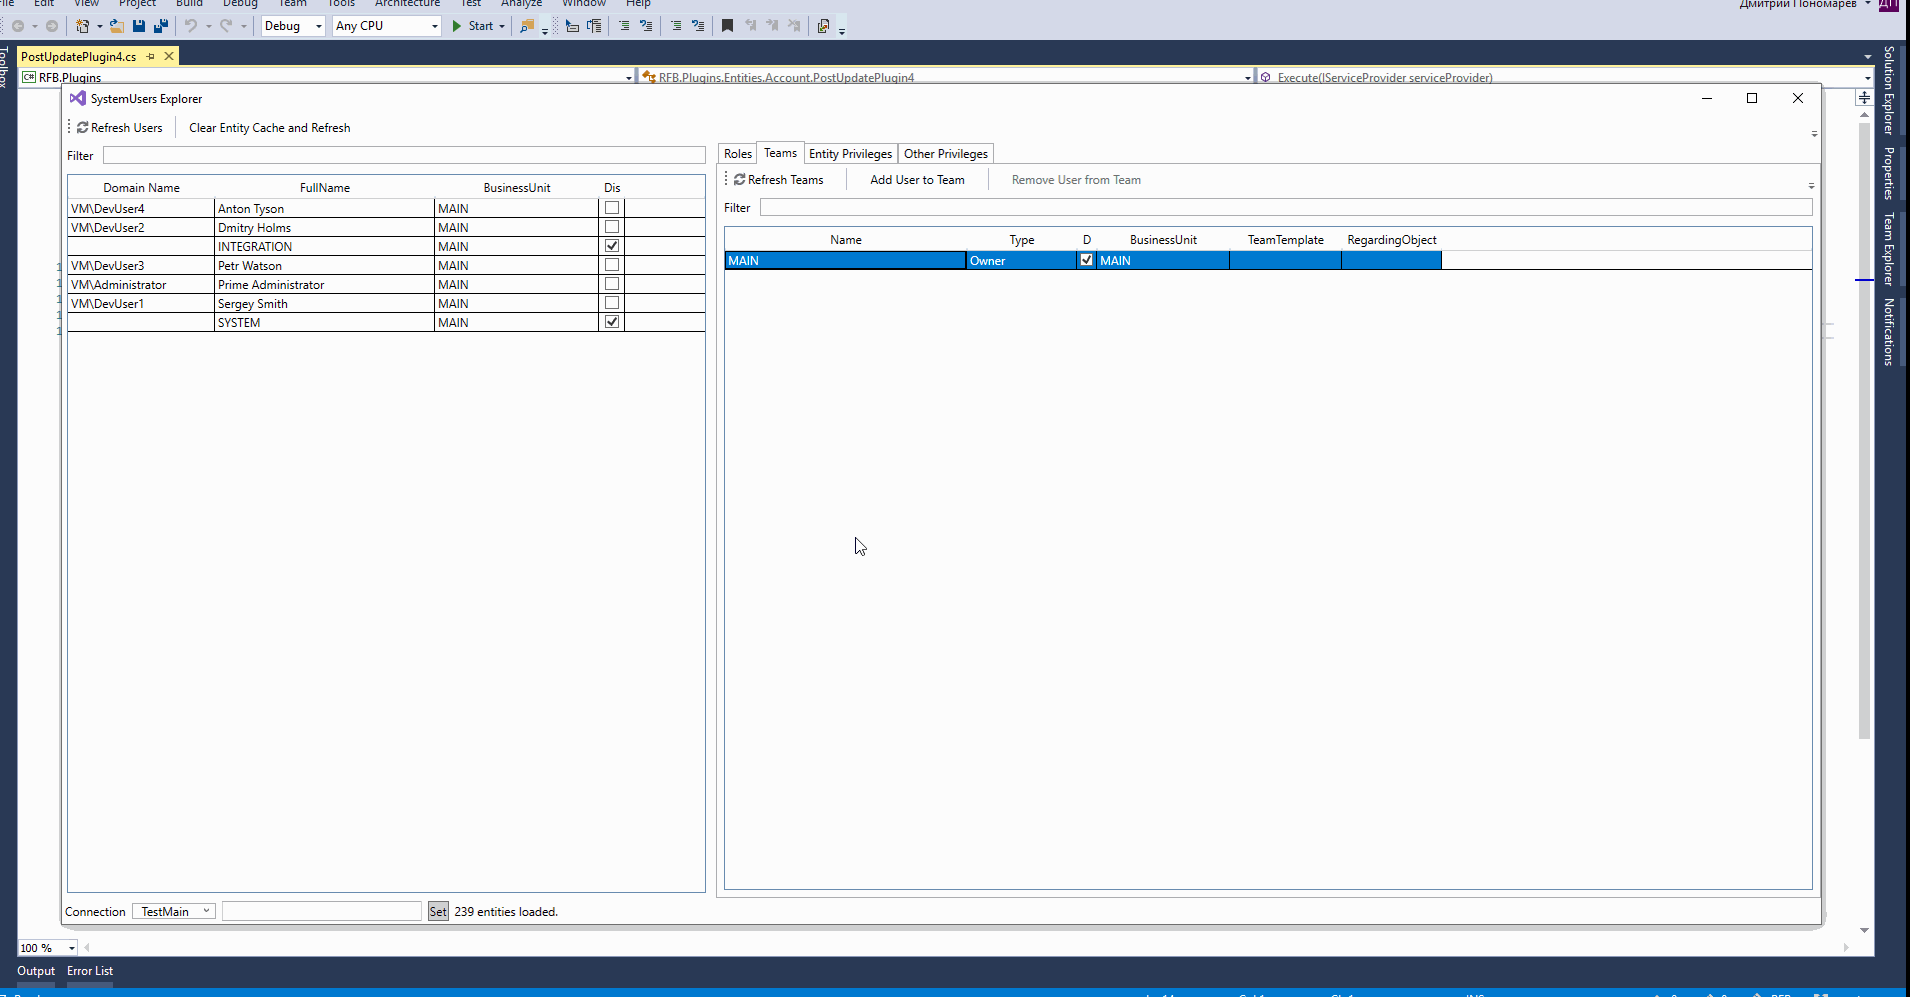 File Edit View Project Build Debug Team Tools Architecture Test Analyze Window Help Дмитрий Пономарев ДП
Debug Any CPU Start
Toolbox
PostUpdatePlugin4.cs
C# RFB.Plugins RFB.Plugins.Entities.Account.PostUpdatePlugin4 Execute(IServiceProvider serviceProvider)
SystemUsers Explorer
Refresh Users Clear Entity Cache and Refresh
Filter
Domain Name FullName BusinessUnit Dis
VM\DevUser4 Anton Tyson MAIN
VM\DevUser2 Dmitry Holms MAIN
INTEGRATION MAIN
VM\DevUser3 Petr Watson MAIN
VM\Administrator Prime Administrator MAIN
VM\DevUser1 Sergey Smith MAIN
SYSTEM MAIN
Roles Teams Entity Privileges Other Privileges
Refresh Teams Add User to Team Remove User from Team
Filter
Name Type D BusinessUnit TeamTemplate RegardingObject
MAIN Owner MAIN
Connection TestMain Set 239 entities loaded.
Solution Explorer
Properties
Team Explorer
Notifications
100 %
Output Error List